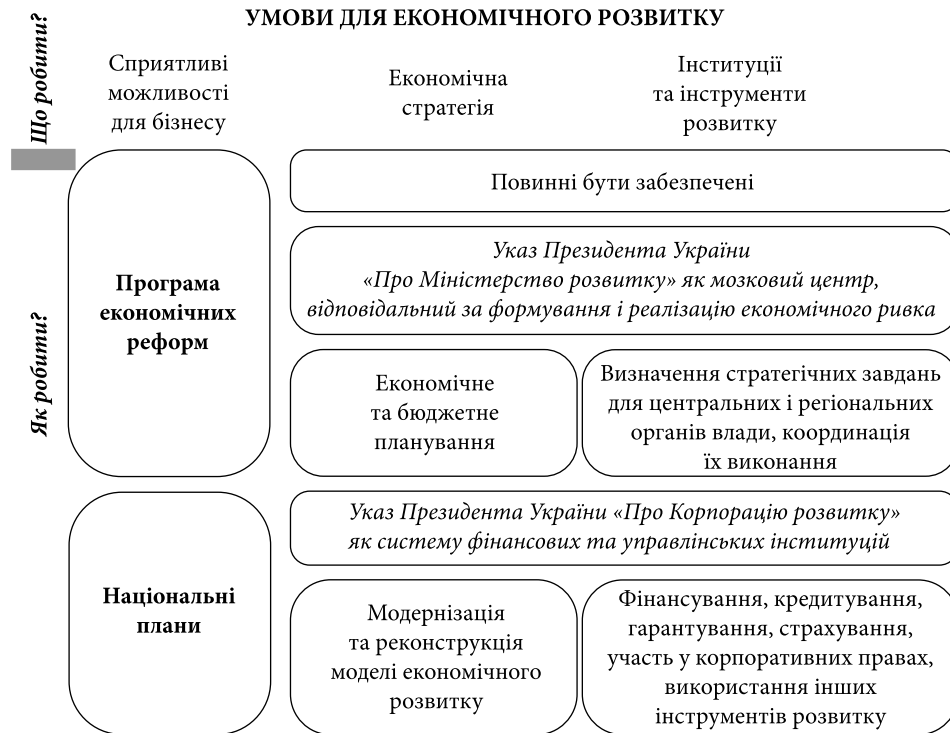 УМОВИ ДЛЯ ЕКОНОМІЧНОГО РОЗВИТКУ
Що робити?
Сприятливі
можливості
для бізнесу
Економічна
стратегія
Інституції
та інструменти
розвитку
Як робити?
Програма
економічних
реформ
Повинні бути забезпечені
Указ Президента України
«Про Міністерство розвитку» як мозковий центр,
відповідальний за формування і реалізацію економічного ривка
Економічне
та бюджетне
планування
Визначення стратегічних завдань
для центральних і регіональних
органів влади, координація
їх виконання
Національні
плани
Указ Президента України «Про Корпорацію розвитку»
як систему фінансових та управлінських інституцій
Модернізація
та реконструкція
моделі економічного
розвитку
Фінансування, кредитування,
гарантування, страхування,
участь у корпоративних правах,
використання інших
інструментів розвитку